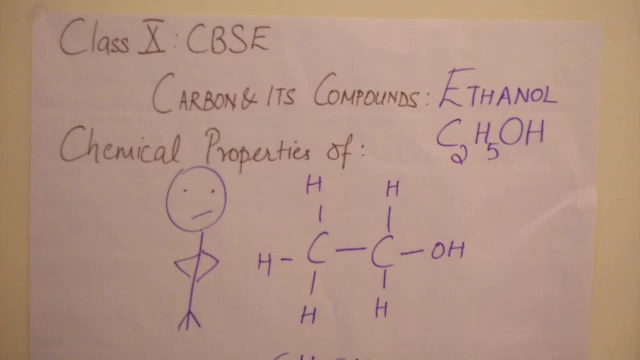 Class X : CBSE
CARBON & ITS COMPOUNDS : ETHANOL
C2H5OH
Chemical Properties of :
H H
H - C - C - OH
H H